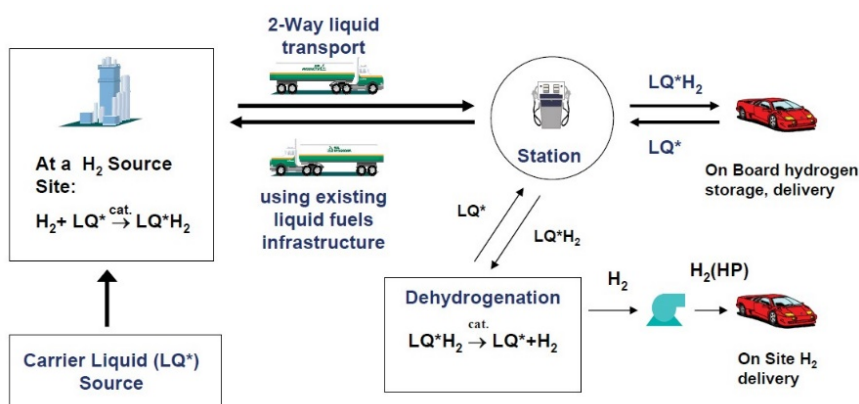 2-Way liquid
transport
At a H₂ Source
Site:
H₂+ LQ* cat. → LQ*H₂
Station
using existing
liquid fuels
infrastructure
LQ*H₂
LQ*
On Board hydrogen
storage, delivery
LQ*
LQ*H₂
Carrier Liquid (LQ*)
Source
Dehydrogenation
LQ*H₂ cat. → LQ*+H₂
H₂
H₂(HP)
On Site H₂
delivery